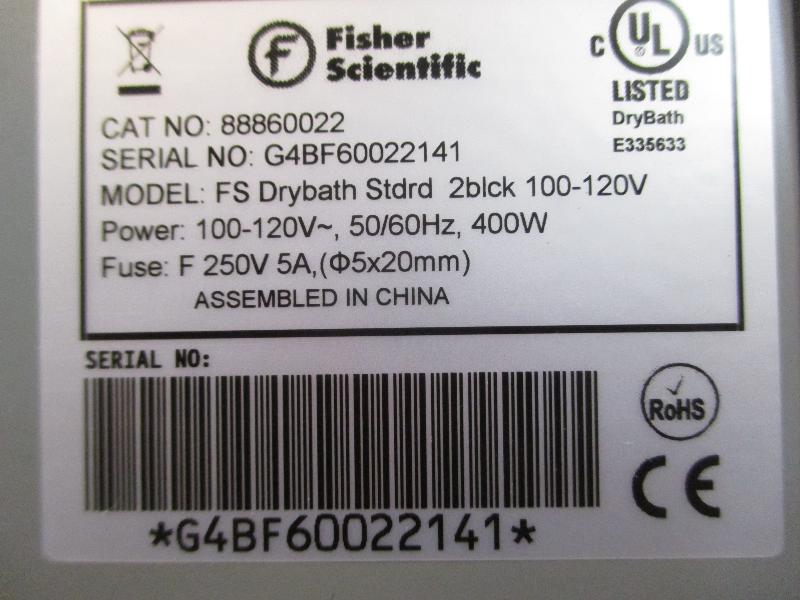 Fisher
Scientific
C UL US
LISTED
DryBath
E335633
CAT NO: 88860022
SERIAL NO: G4BF60022141
MODEL: FS Drybath Stdrd 2blck 100-120V
Power: 100-120V~, 50/60Hz, 400W
Fuse: F 250V 5A,(Φ5x20mm)
ASSEMBLED IN CHINA
SERIAL NO:
RoHS
CE
*G4BF60022141*